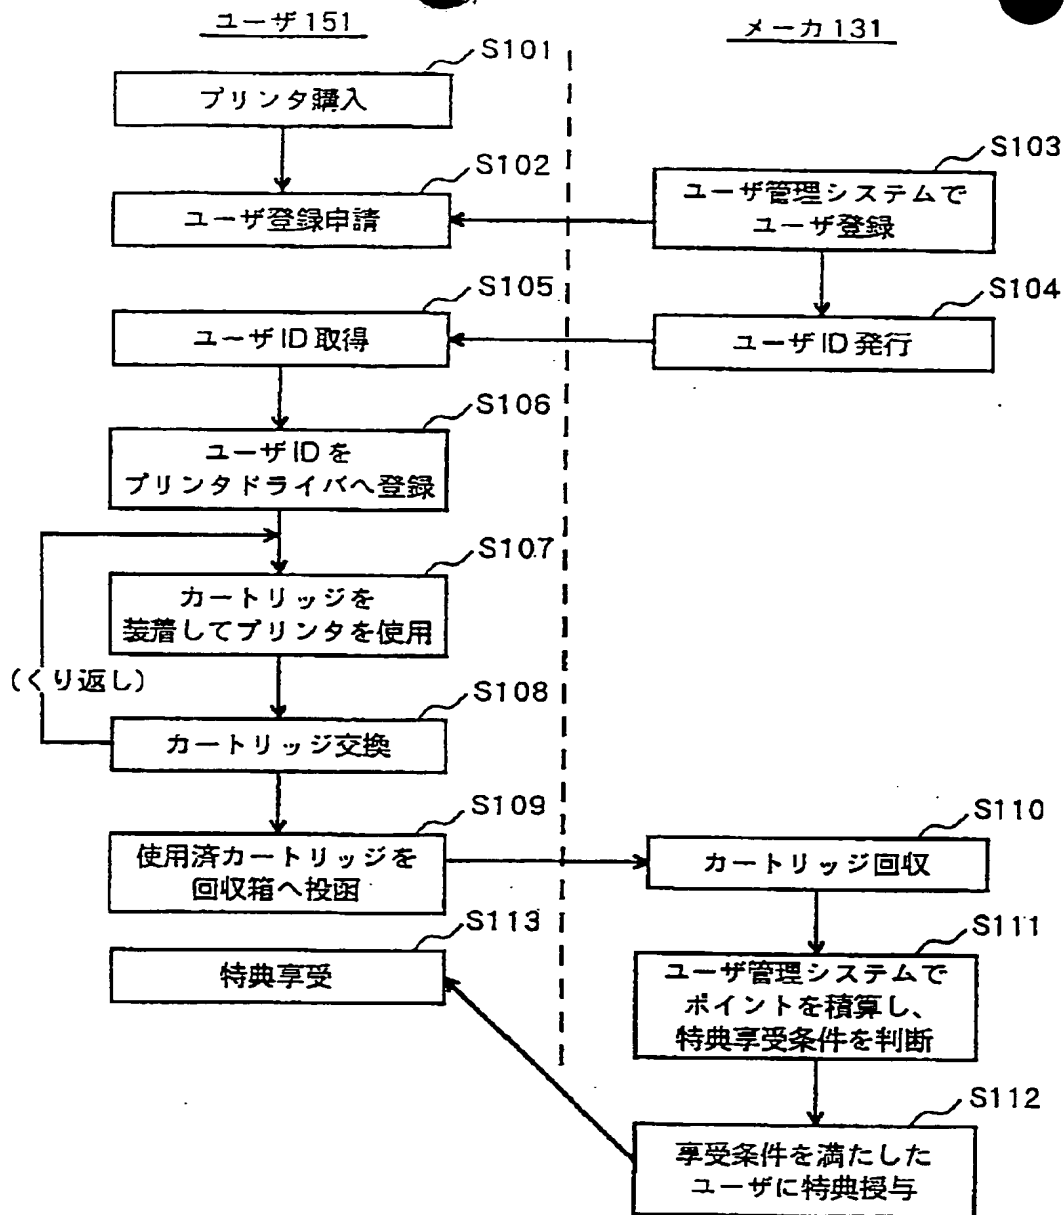 ユーザ151
メーカ131
S101
プリンタ購入
S102
ユーザ登録申請
S103
ユーザ管理システムで
ユーザ登録
S104
ユーザID発行
S105
ユーザID取得
S106
ユーザIDを
プリンタドライバへ登録
S107
カートリッジを
装着してプリンタを使用
(くり返し)
S108
カートリッジ交換
S109
使用済カートリッジを
回収箱へ投函
S110
カートリッジ回収
S111
ユーザ管理システムで
ポイントを積算し、
特典享受条件を判断
S112
享受条件を満たした
ユーザに特典授与
S113
特典享受